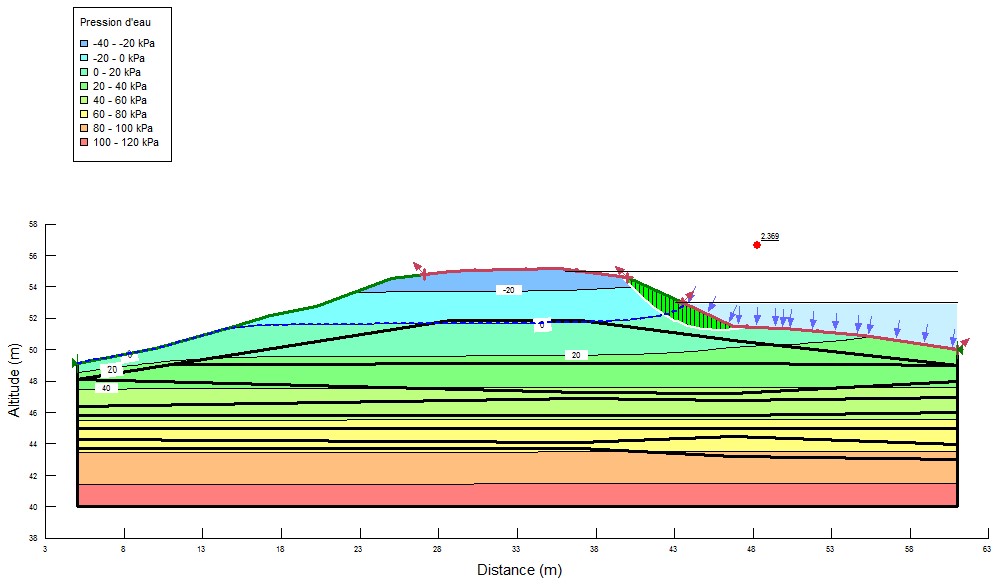 Pression d'eau
-40 - -20 kPa
-20 - 0 kPa
0 - 20 kPa
20 - 40 kPa
40 - 60 kPa
60 - 80 kPa
80 - 100 kPa
100 - 120 kPa
2.369
58
56
54
52
50
48
46
44
42
40
38
Altitude (m)
-20
0
0
20
20
40
3
8
13
18
23
28
33
38
43
48
53
58
63
Distance (m)